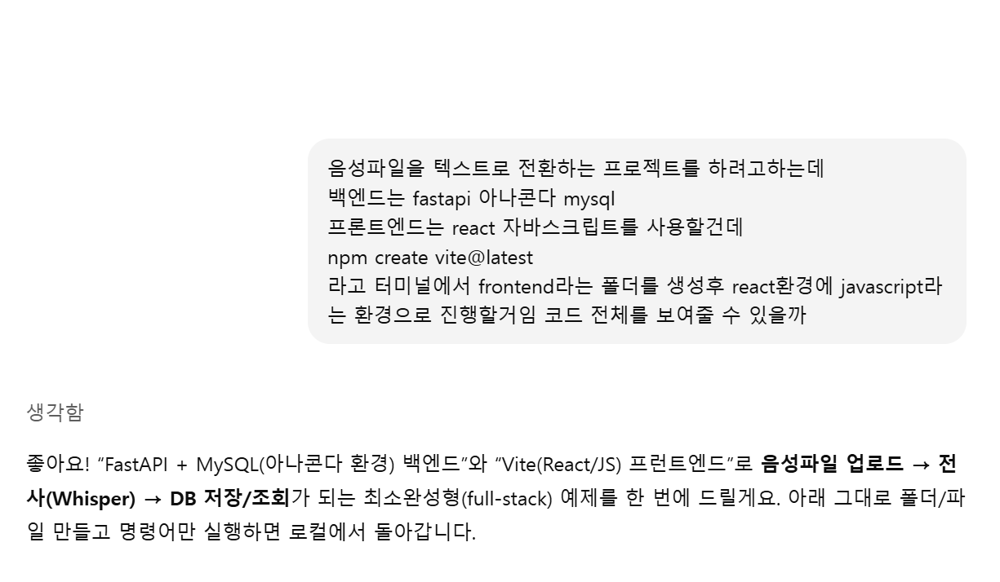 음성파일을 텍스트로 전환하는 프로젝트를 하려고하는데
백엔드는 fastapi 아나콘다 mysql
프론트엔드는 react 자바스크립트를 사용할건데
npm create vite@latest
라고 터미널에서 frontend라는 폴더를 생성후 react환경에 javascript라
는 환경으로 진행할거임 코드 전체를 보여줄 수 있을까
생각함
좋아요! “FastAPI + MySQL(아나콘다 환경) 백엔드”와 “Vite(React/JS) 프런트엔드”로 음성파일 업로드 → 전
사(Whisper) → DB 저장/조회가 되는 최소완성형(full-stack) 예제를 한 번에 드릴게요. 아래 그대로 폴더/파
일 만들고 명령어만 실행하면 로컬에서 돌아갑니다.